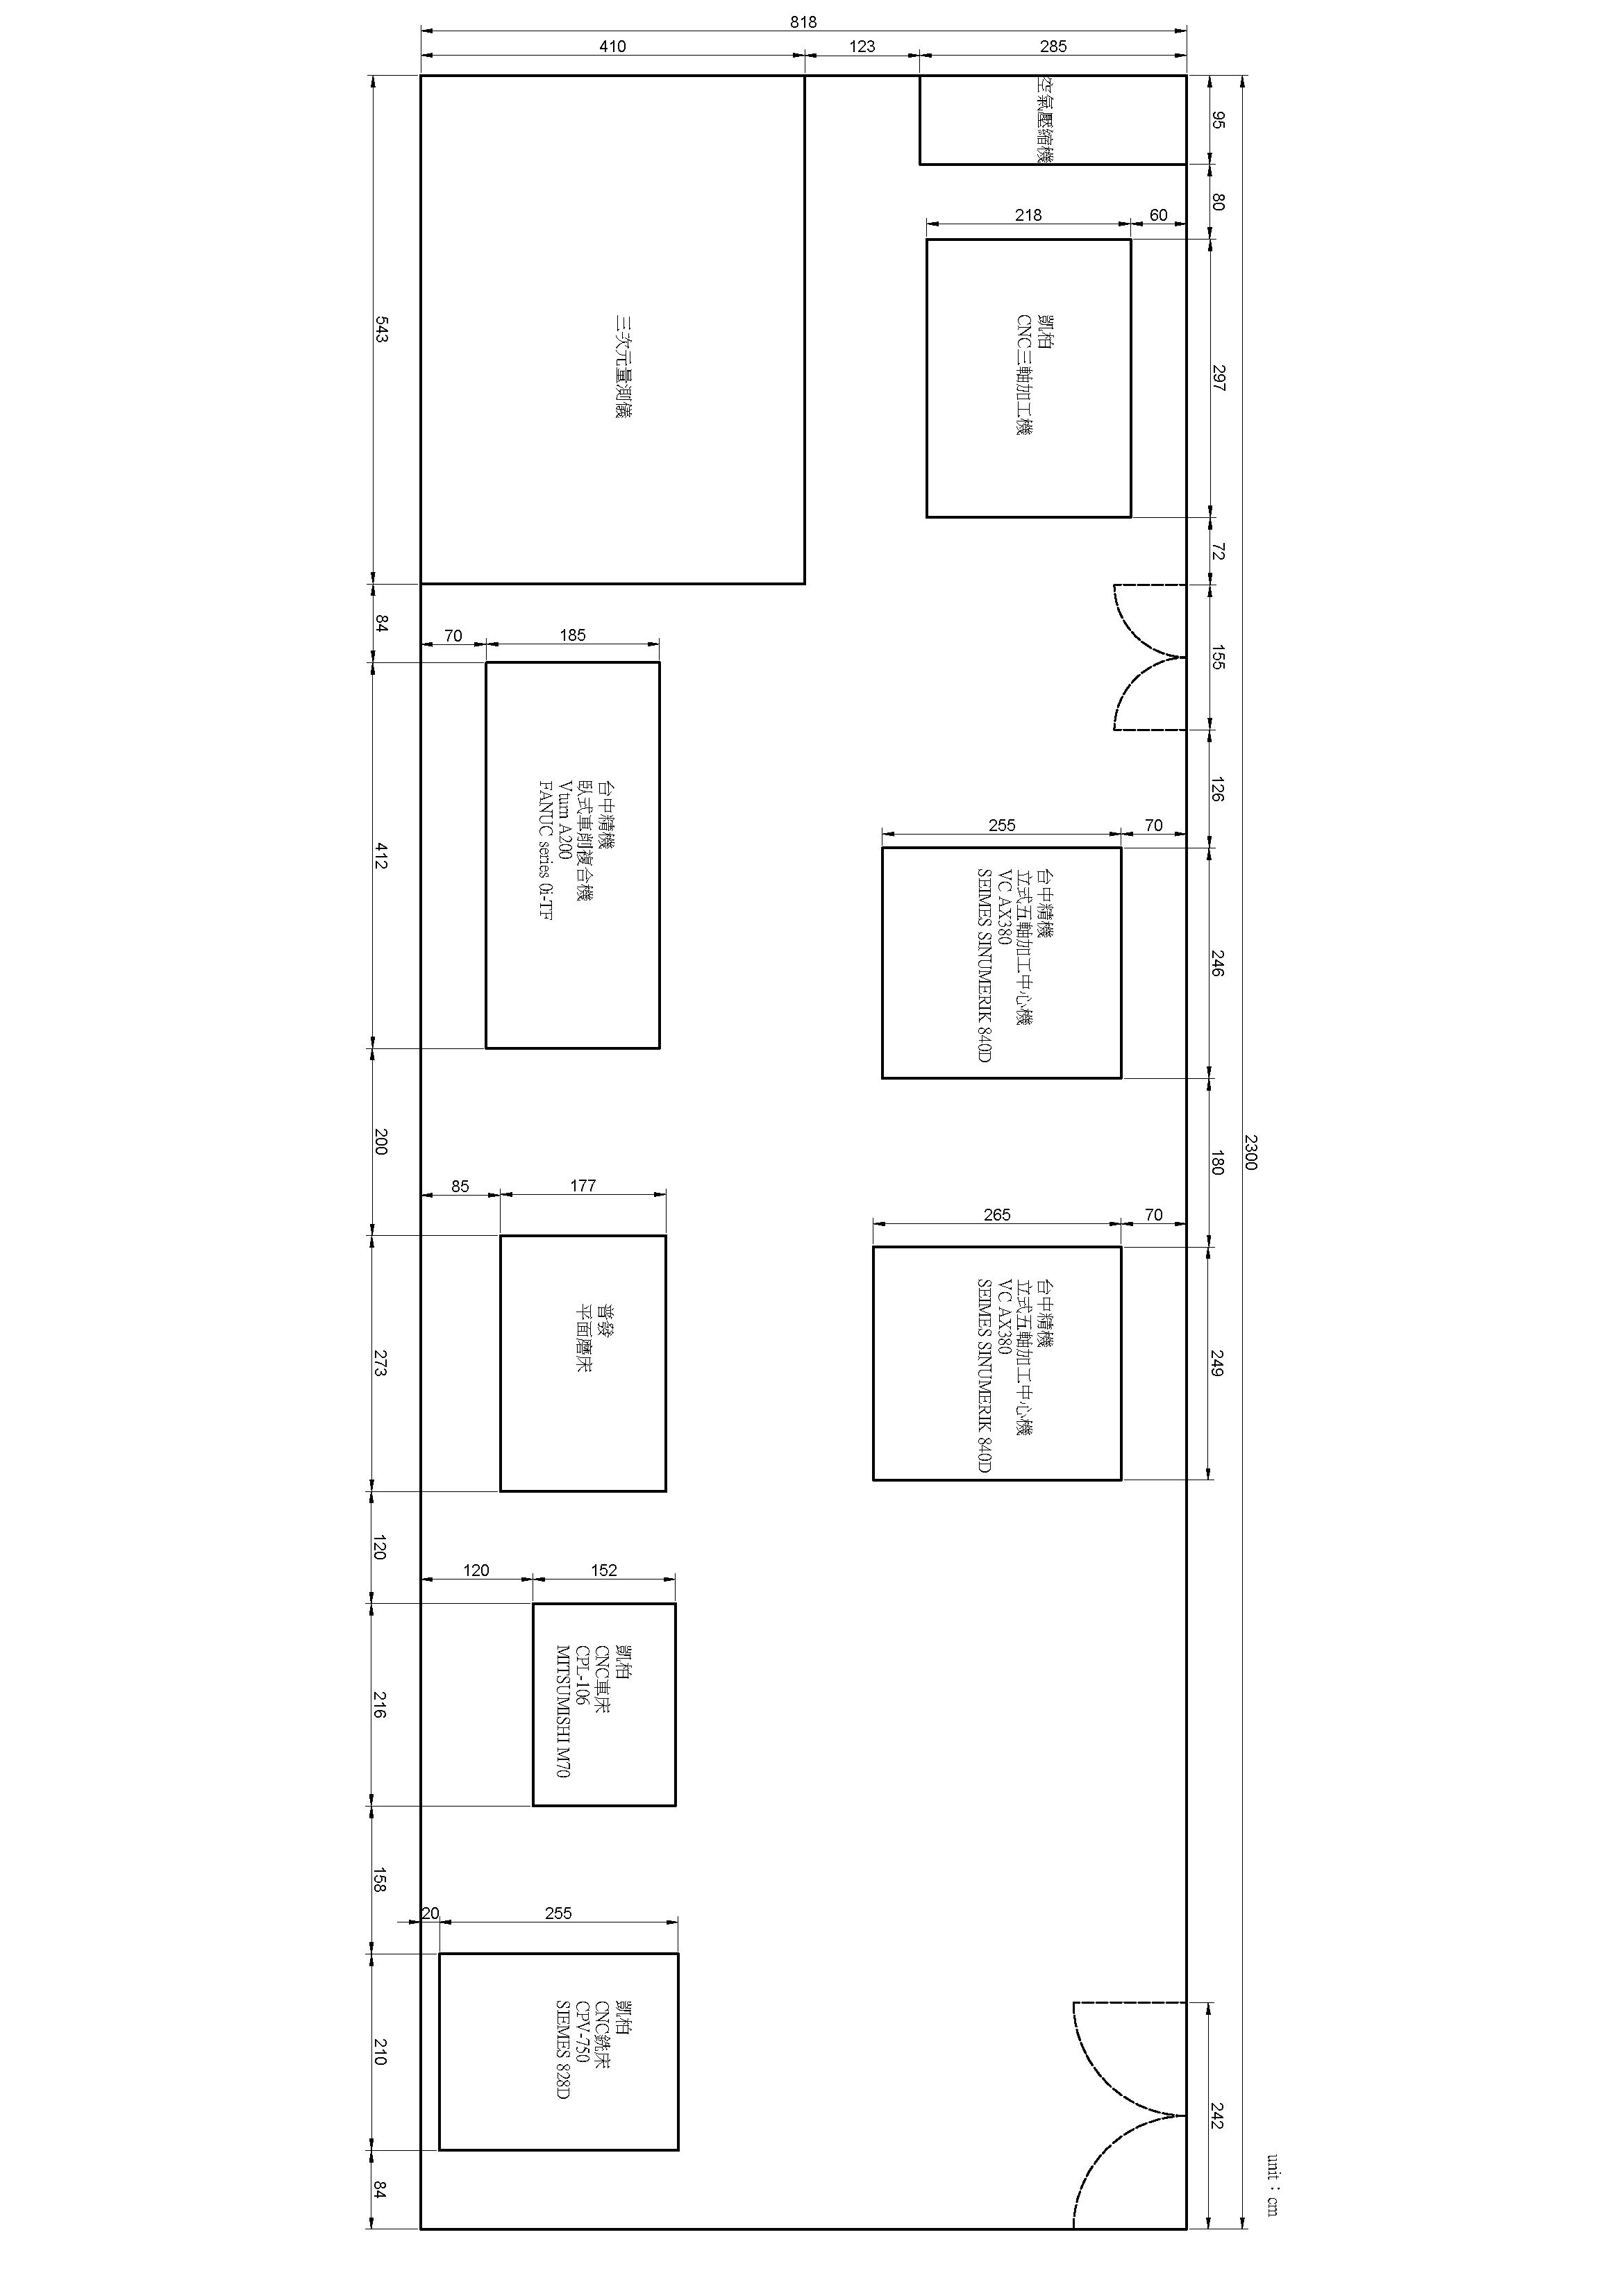 818
410
123
285
空氣壓縮機
95
80
218
60
凱柏
CNC三軸加工機
297
三次元量測儀
543
72
84
155
70
185
126
台中精機
臥式車削複合機
Vturn A200
FANUC series 0i-TF
412
255
70
台中精機
立式五軸加工中心機
VC AX380
SEIMES SINUMERIK 840D
246
200
180
2300
85
177
265
70
普發
平面磨床
273
台中精機
立式五軸加工中心機
VC AX380
SEIMES SINUMERIK 840D
249
120
120
152
凱柏
CNC車床
CPL-106
MITSUMISHI M70
216
158
20
255
凱柏
CNC銑床
CPV-750
SIEMES 828D
210
242
84
unit：cm